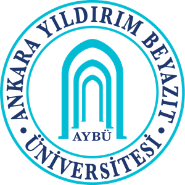 ANKARA YILDIRIM BEYAZIT
AYBÜ
• ÜNİVERSİTESİ •